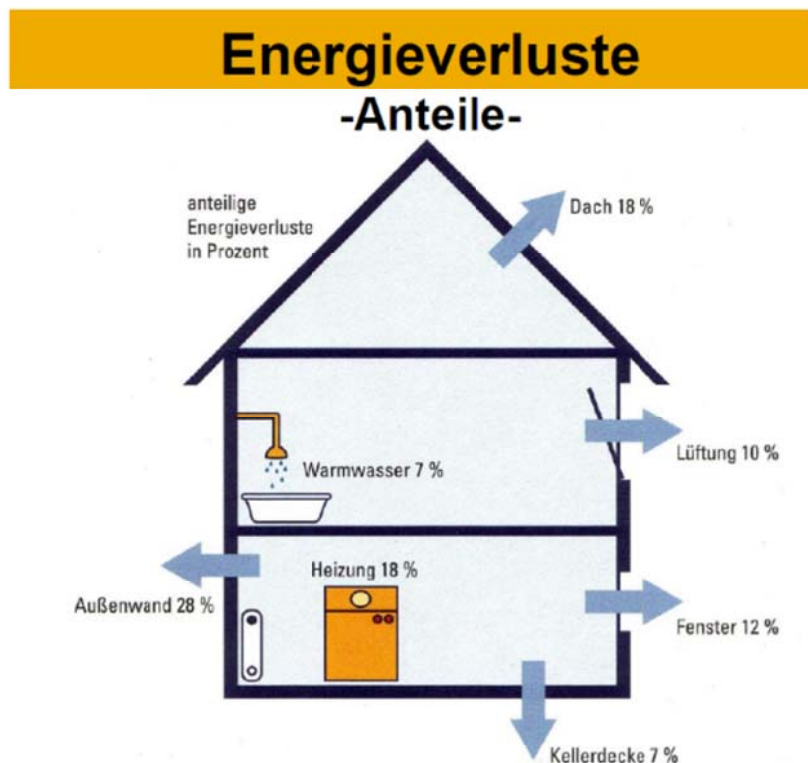 Energieverluste
-Anteile-
anteilige
Energieverluste
in Prozent
Dach 18 %
Lüftung 10 %
Warmwasser 7 %
Heizung 18 %
Außenwand 28 %
Fenster 12 %
Kellerdecke 7 %